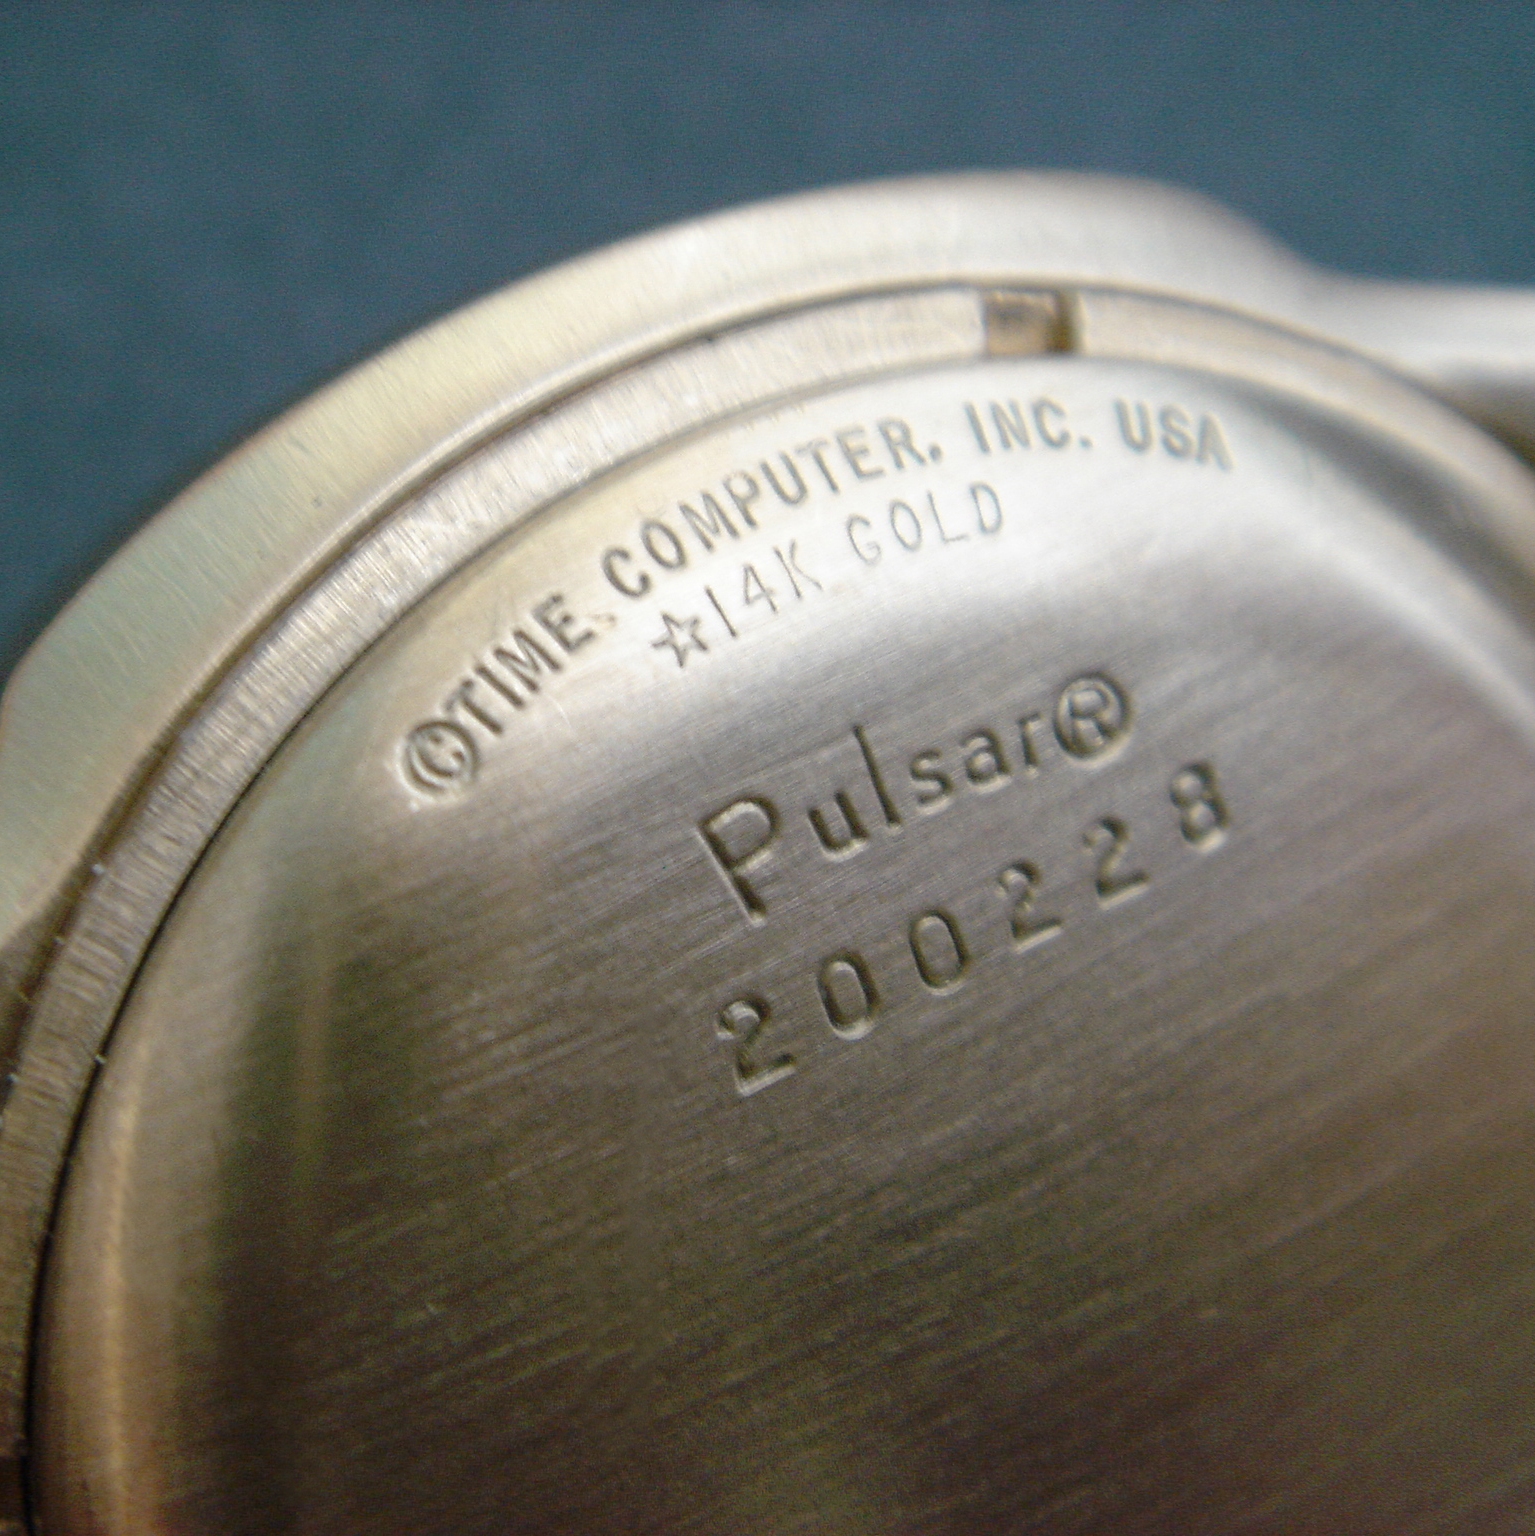 ©TIME COMPUTER, INC. USA
☆14K GOLD
Pulsar®
200228